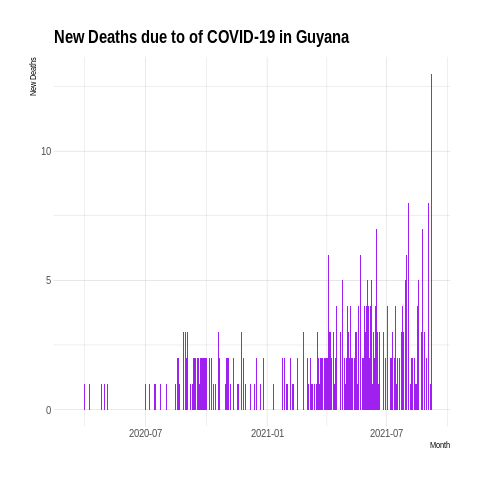 New Deaths due to of COVID-19 in Guyana
New Deaths
10
5
0
2020-07
2021-01
2021-07
Month